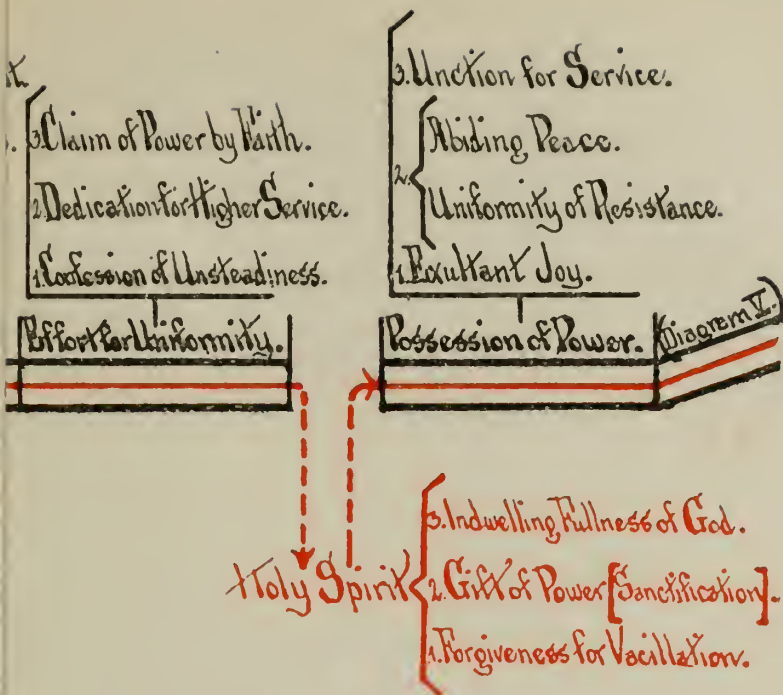 3. Claim of Power by Faith.
2. Dedication for Higher Service.
1. Confession of Unsteadiness.
Effort for Uniformity.
3. Unction for Service.
2. Abiding Peace.
Uniformity of Resistance.
1. Exultant Joy.
Possession of Power.
(Diagram V.)
Holy Spirit
3. Indwelling Fullness of God.
2. Gift of Power [Sanctification].
1. Forgiveness for Vacillation.